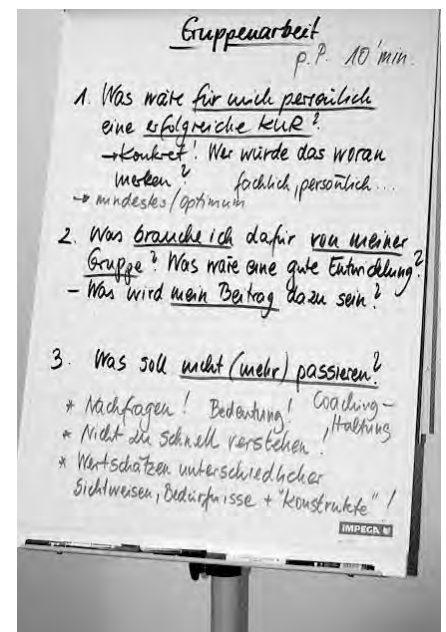 Gruppenarbeit
p. P. 10 min.
1. Was wäre für mich persönlich
eine erfolgreiche KUR?
→ Konkret! Wer würde das woran
merken? fachlich, persönlich...
→ mindestes/optimum
2. Was brauche ich dafür von meiner
Gruppe? Was wäre eine gute Entwicklung?
- Was wird mein Beitrag dazu sein?
3. Was soll nicht (mehr) passieren?
* Nachfragen! Bedeutung! Coaching-
Haltung
* Nicht zu schnell verstehen!
* Wertschätzen unterschiedlicher
Sichtweisen, Bedürfnisse + "Konstrukte"!
IMPEGA